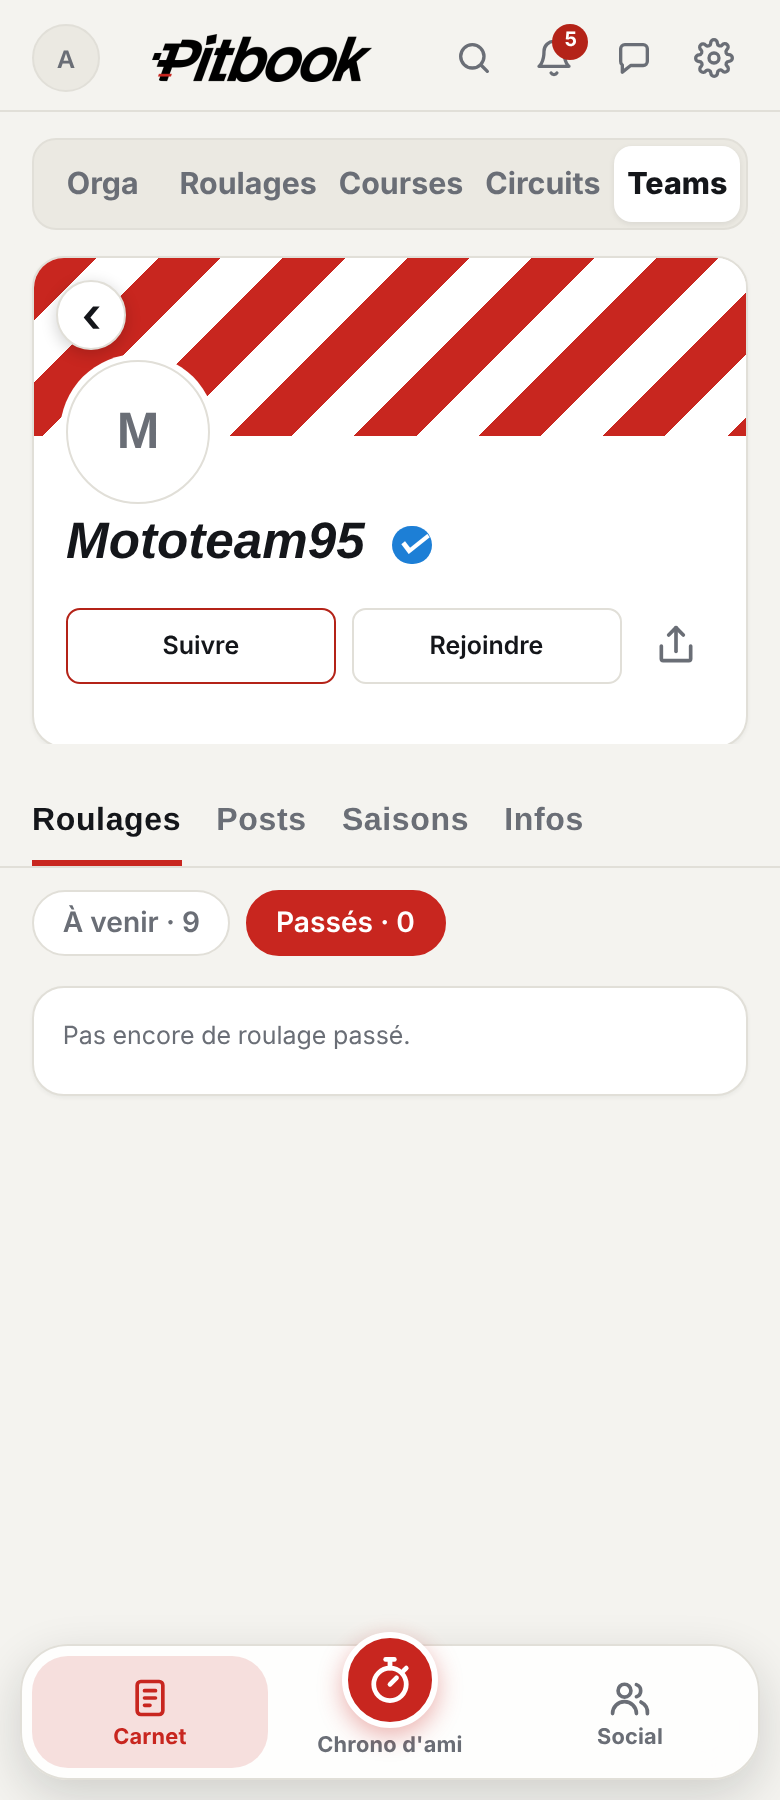 A
Pitbook
5
Orga Roulages Courses Circuits Teams
M
Mototeam95
Suivre Rejoindre
Roulages Posts Saisons Infos
À venir · 9 Passés · 0
Pas encore de roulage passé.
Carnet Chrono d'ami Social